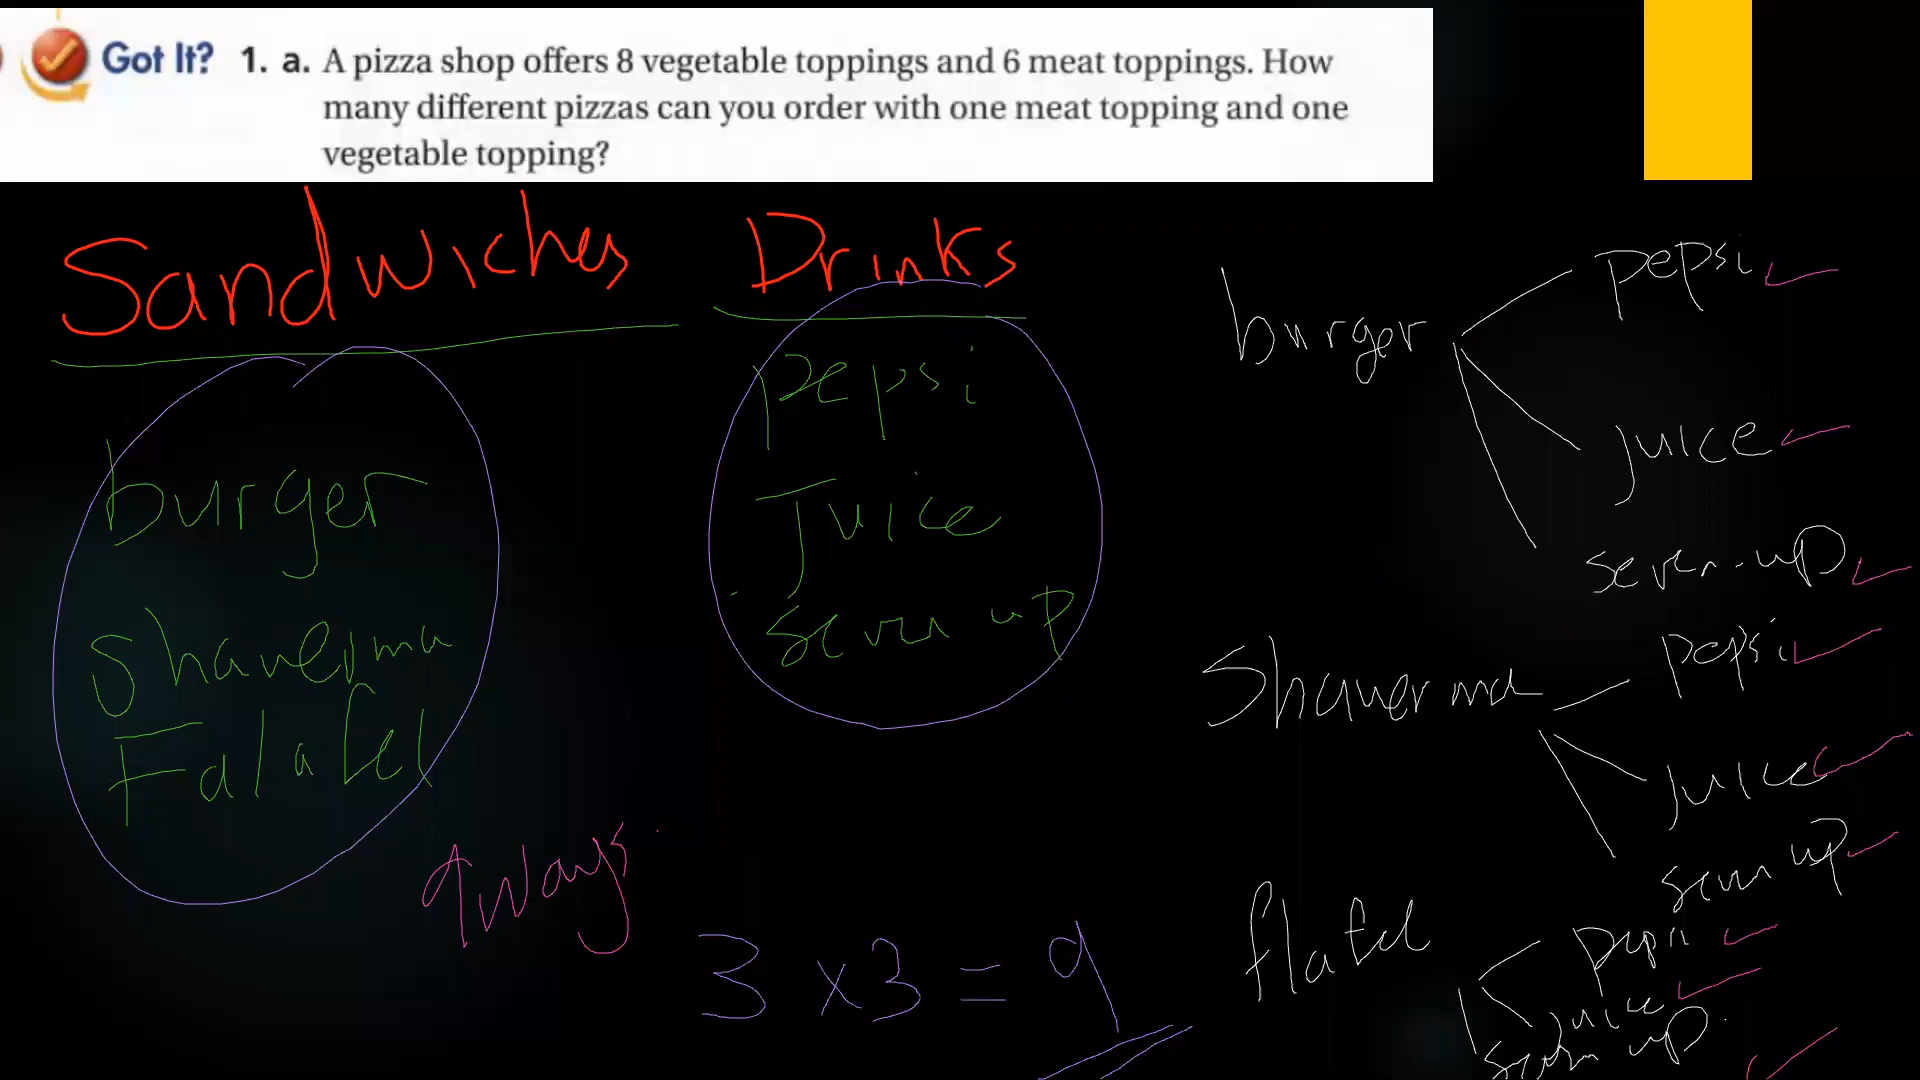 Got It? 1. a. A pizza shop offers 8 vegetable toppings and 6 meat toppings. How
many different pizzas can you order with one meat topping and one
vegetable topping?
Sandwiches
burger
Shawerma
Falafel
Drinks
pepsi
Juice
seven up
9 ways
3 x 3 = 9
burger
pepsi
juice
seven-up
Shawerma
pepsi
juice
seven up
flafel
pepsi
juice
seven up